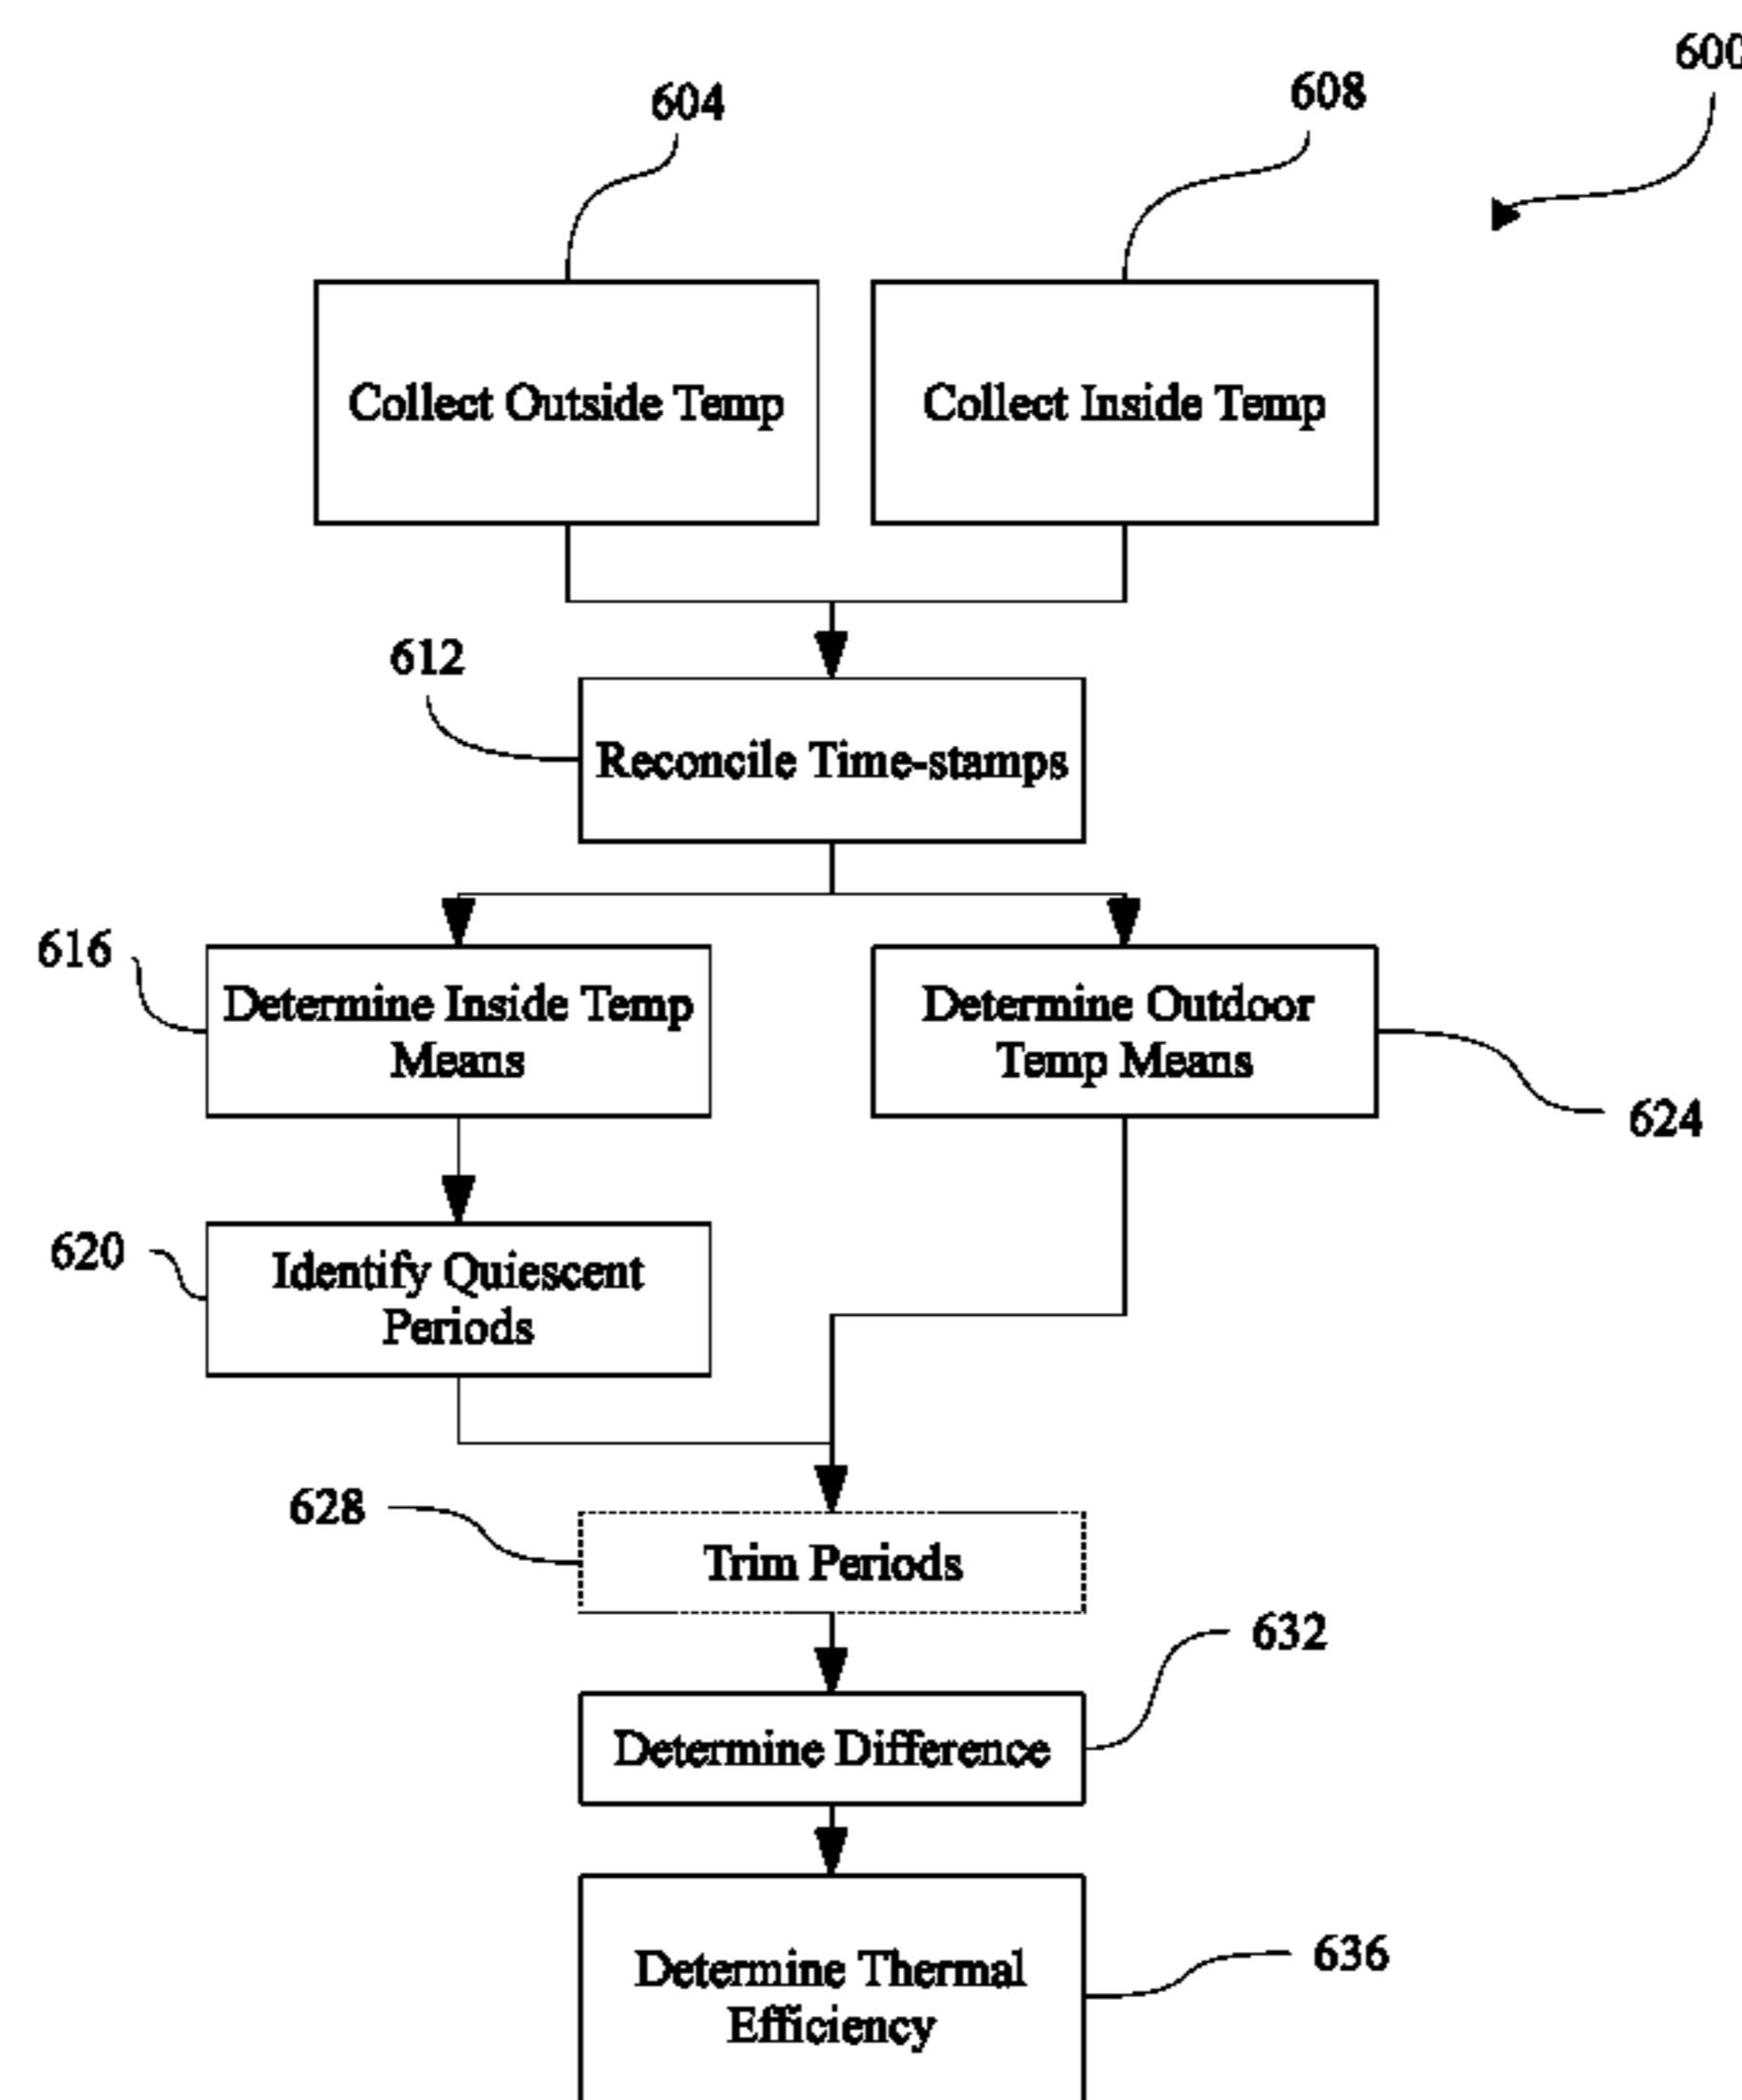 600
604
608
Collect Outside Temp
Collect Inside Temp
612
Reconcile Time-stamps
616
Determine Inside Temp
Means
Determine Outdoor
Temp Means
624
620
Identify Quiescent
Periods
628
Trim Periods
632
Determine Difference
636
Determine Thermal
Efficiency